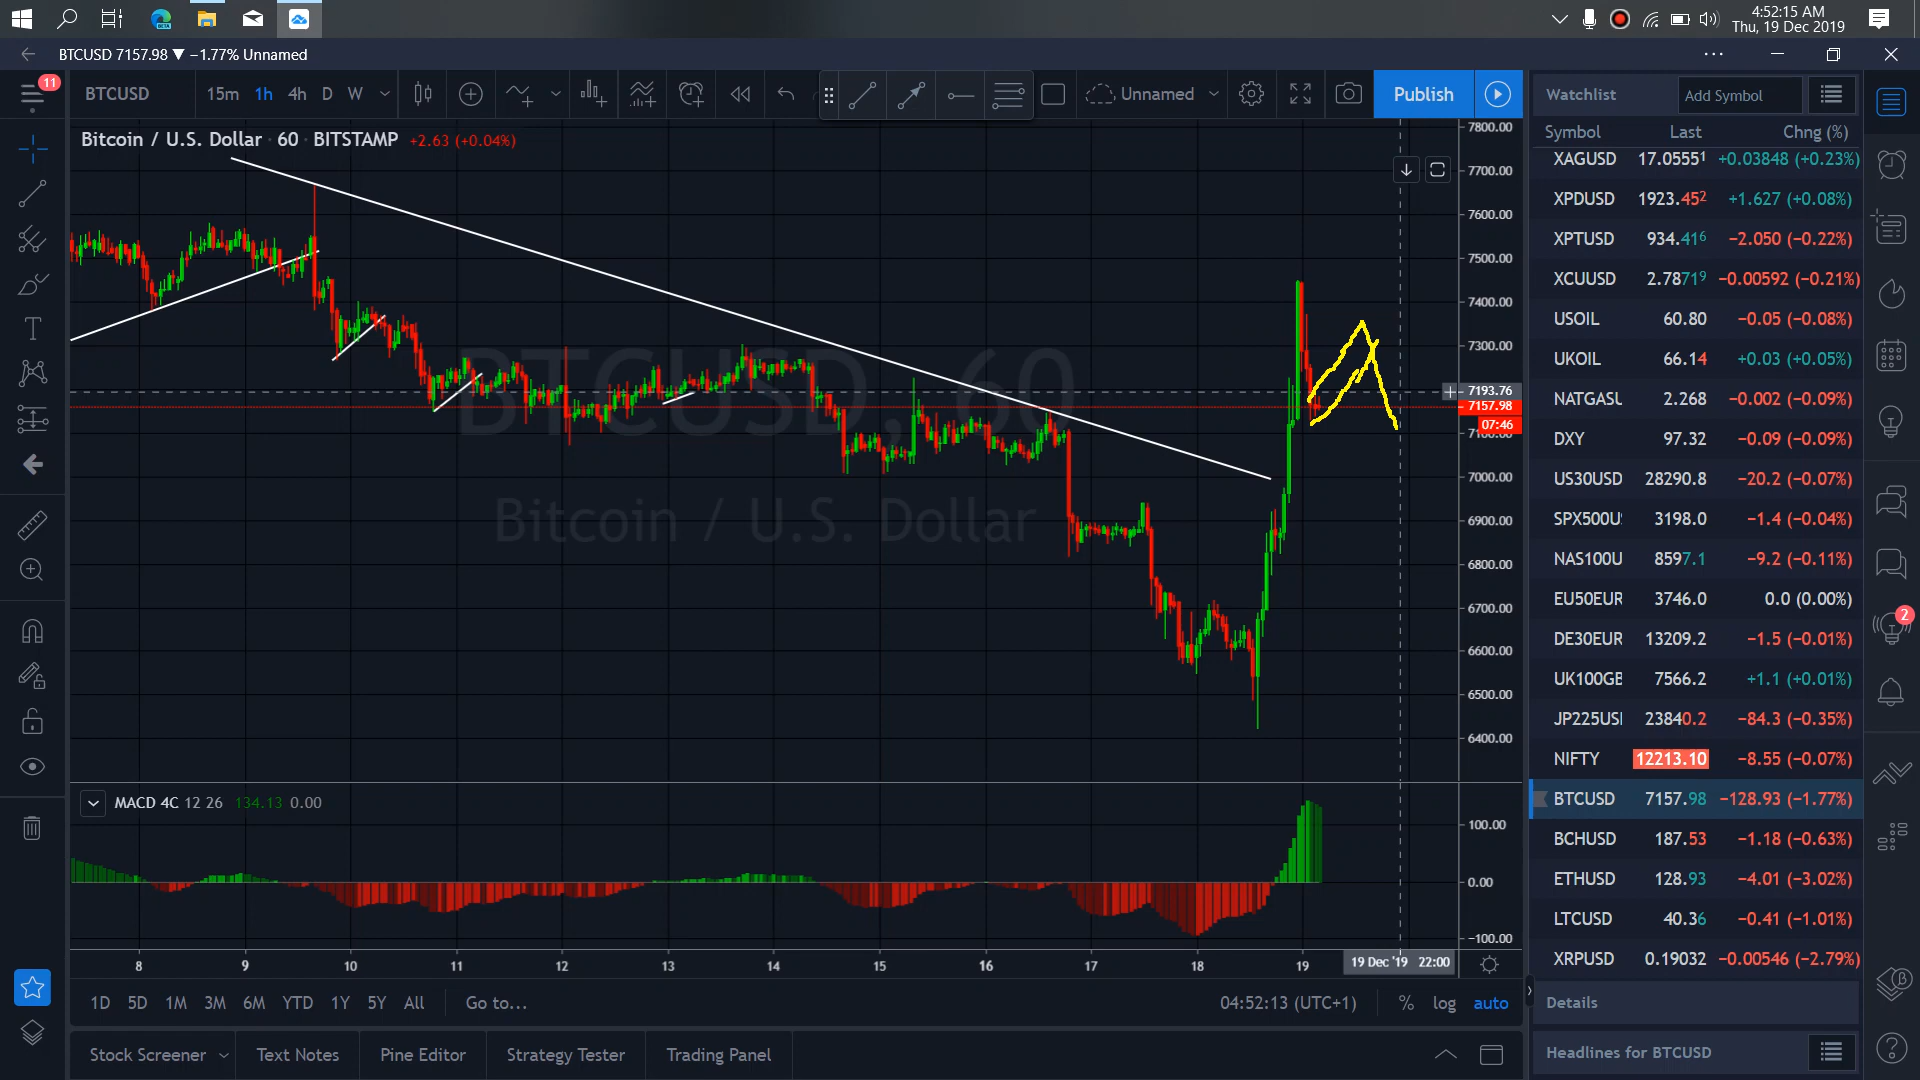 4:52:15 AM
Thu, 19 Dec 2019
BTCUSD 7157.98 ▼ −1.77% Unnamed
11
BTCUSD 15m 1h 4h D W Unnamed Publish
Watchlist Add Symbol
Symbol Last Chng (%)
Bitcoin / U.S. Dollar · 60 · BITSTAMP +2.63 (+0.04%)
BTCUSD, 60
Bitcoin / U.S. Dollar
7800.00
7700.00
7600.00
7500.00
7400.00
7300.00
7193.76
7157.98
07:46
7000.00
6900.00
6800.00
6700.00
6600.00
6500.00
6400.00
XAGUSD 17.05551 +0.03848 (+0.23%)
XPDUSD 1923.452 +1.627 (+0.08%)
XPTUSD 934.416 −2.050 (−0.22%)
XCUUSD 2.78719 −0.00592 (−0.21%)
USOIL 60.80 −0.05 (−0.08%)
UKOIL 66.14 +0.03 (+0.05%)
NATGASU 2.268 −0.002 (−0.09%)
DXY 97.32 −0.09 (−0.09%)
US30USD 28290.8 −20.2 (−0.07%)
SPX500U 3198.0 −1.4 (−0.04%)
NAS100U 8597.1 −9.2 (−0.11%)
EU50EUR 3746.0 0.0 (0.00%)
DE30EUR 13209.2 −1.5 (−0.01%)
2
UK100GB 7566.2 +1.1 (+0.01%)
JP225USI 23840.2 −84.3 (−0.35%)
NIFTY 12213.10 −8.55 (−0.07%)
BTCUSD 7157.98 −128.93 (−1.77%)
BCHUSD 187.53 −1.18 (−0.63%)
ETHUSD 128.93 −4.01 (−3.02%)
LTCUSD 40.36 −0.41 (−1.01%)
XRPUSD 0.19032 −0.00546 (−2.79%)
MACD 4C 12 26 134.13 0.00
100.00
0.00
−100.00
8 9 10 11 12 13 14 15 16 17 18 19 19 Dec '19 22:00
1D 5D 1M 3M 6M YTD 1Y 5Y All Go to... 04:52:13 (UTC+1) % log auto
Details
Stock Screener Text Notes Pine Editor Strategy Tester Trading Panel
Headlines for BTCUSD